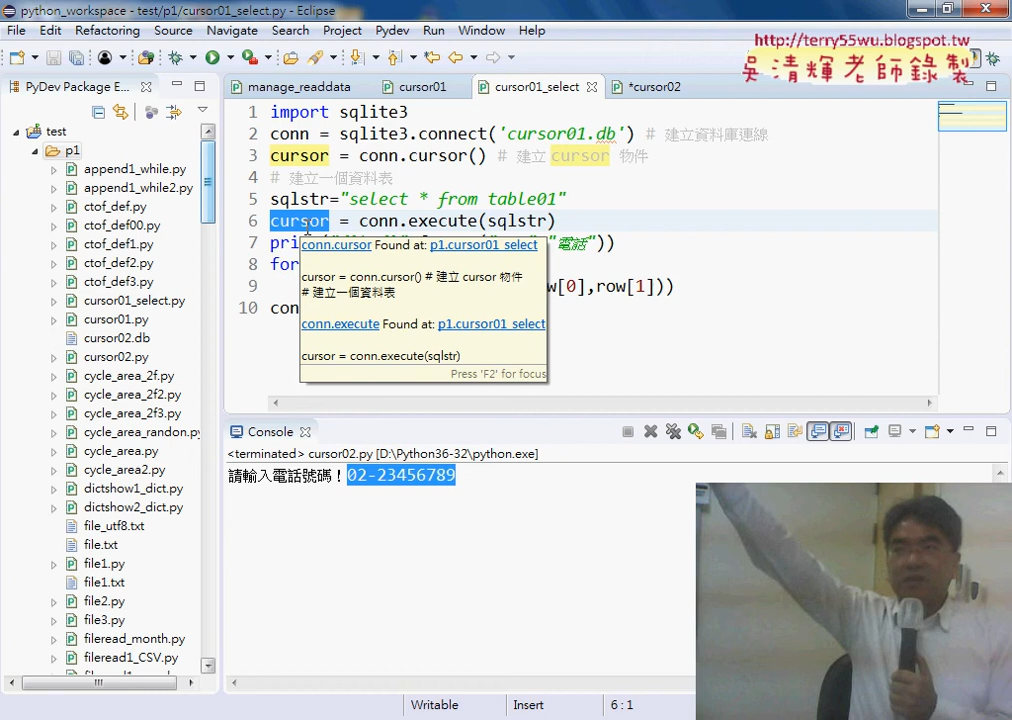 python_workspace - test/p1/cursor01_select.py - Eclipse
File Edit Refactoring Source Navigate Search Project Pydev Run Window Help
http://terry55wu.blogspot.tw
吳清輝老師錄製
PyDev Package E...
manage_readdata cursor01 cursor01_select *cursor02
test
p1
append1_while.py
append1_while2.py
ctof_def.py
ctof_def00.py
ctof_def1.py
ctof_def2.py
ctof_def3.py
cursor01_select.py
cursor01.py
cursor02.db
cursor02.py
cycle_area_2f.py
cycle_area_2f2.py
cycle_area_2f3.py
cycle_area_randon.py
cycle_area.py
cycle_area2.py
dictshow1_dict.py
dictshow2_dict.py
file_utf8.txt
file.txt
file1.py
file1.txt
file2.py
file3.py
fileread_month.py
fileread1_CSV.py
1 import sqlite3
2 conn = sqlite3.connect('cursor01.db') # 建立資料庫連線
3 cursor = conn.cursor() # 建立 cursor 物件
4 # 建立一個資料表
5 sqlstr="select * from table01"
6 cursor = conn.execute(sqlstr)
7 pri "電話"))
8 for
9 w[0],row[1]))
10 con
conn.cursor Found at: p1.cursor01_select
cursor = conn.cursor() # 建立 cursor 物件
# 建立一個資料表
conn.execute Found at: p1.cursor01_select
cursor = conn.execute(sqlstr)
Press 'F2' for focus
Console
<terminated> cursor02.py [D:\Python36-32\python.exe]
請輸入電話號碼！02-23456789
Writable Insert 6 : 1